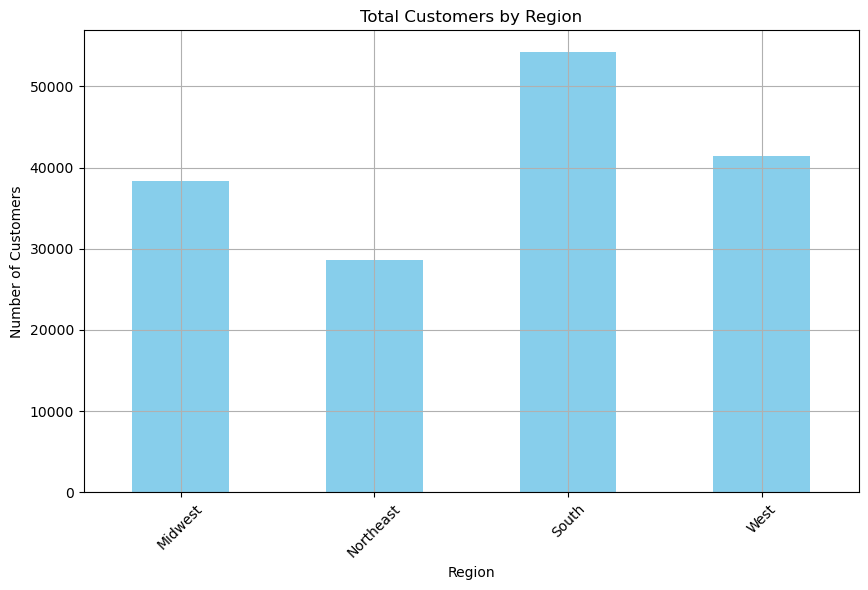 Total Customers by Region
Number of Customers
50000
40000
30000
20000
10000
0
Midwest
Northeast
South
West
Region